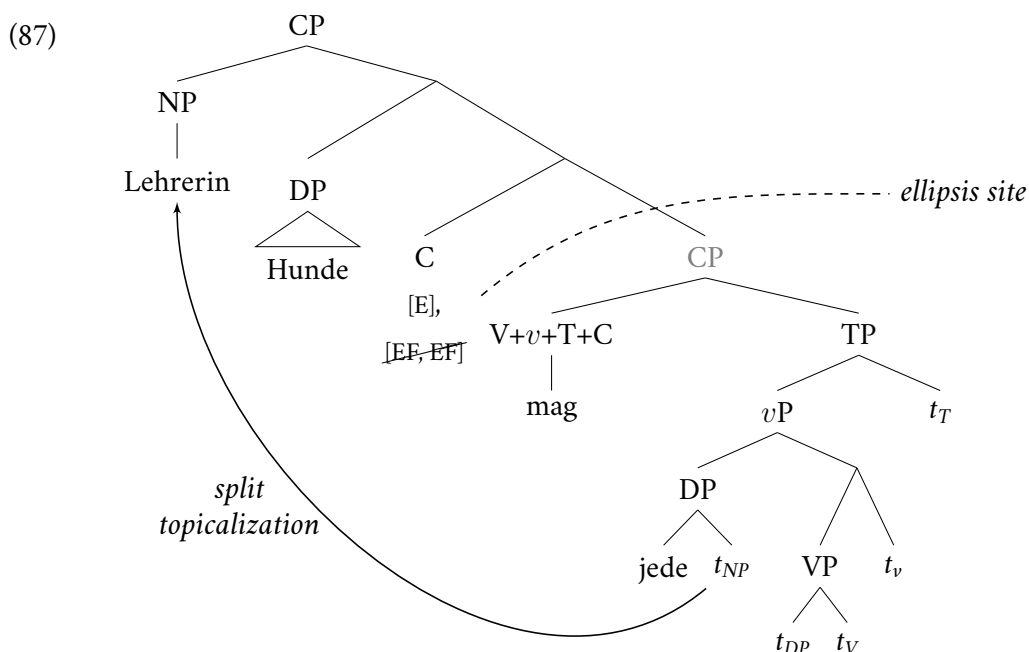 (87)
CP
NP
Lehrerin
DP
Hunde
ellipsis site
C
CP
[E],
[EF, EF]
V+v+T+C
TP
mag
vP
t_T
split
topicalization
DP
jede
t_NP
VP
t_v
t_DP
t_V